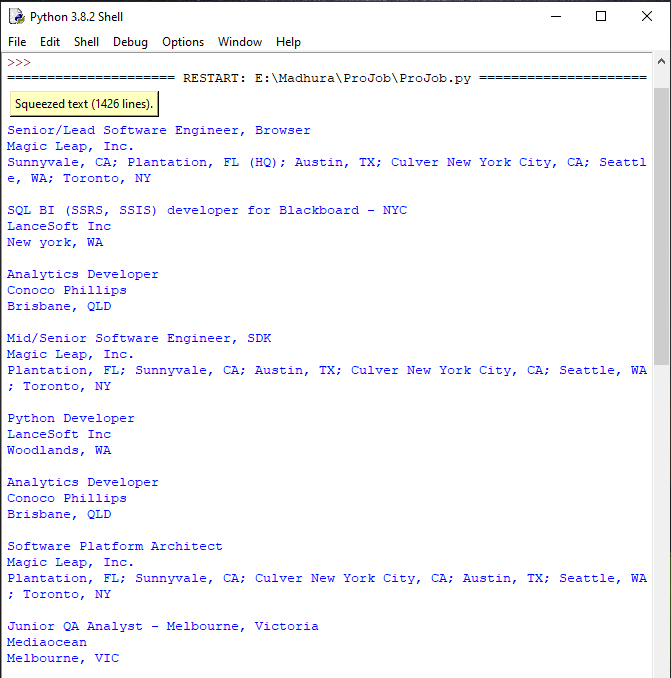 Python 3.8.2 Shell
File Edit Shell Debug Options Window Help
>>>
===================== RESTART: E:\Madhura\ProJob\ProJob.py =====================
Squeezed text (1426 lines).
Senior/Lead Software Engineer, Browser
Magic Leap, Inc.
Sunnyvale, CA; Plantation, FL (HQ); Austin, TX; Culver New York City, CA; Seattl
e, WA; Toronto, NY
SQL BI (SSRS, SSIS) developer for Blackboard - NYC
LanceSoft Inc
New york, WA
Analytics Developer
Conoco Phillips
Brisbane, QLD
Mid/Senior Software Engineer, SDK
Magic Leap, Inc.
Plantation, FL; Sunnyvale, CA; Austin, TX; Culver New York City, CA; Seattle, WA
; Toronto, NY
Python Developer
LanceSoft Inc
Woodlands, WA
Analytics Developer
Conoco Phillips
Brisbane, QLD
Software Platform Architect
Magic Leap, Inc.
Plantation, FL; Sunnyvale, CA; Culver New York City, CA; Austin, TX; Seattle, WA
; Toronto, NY
Junior QA Analyst - Melbourne, Victoria
Mediaocean
Melbourne, VIC